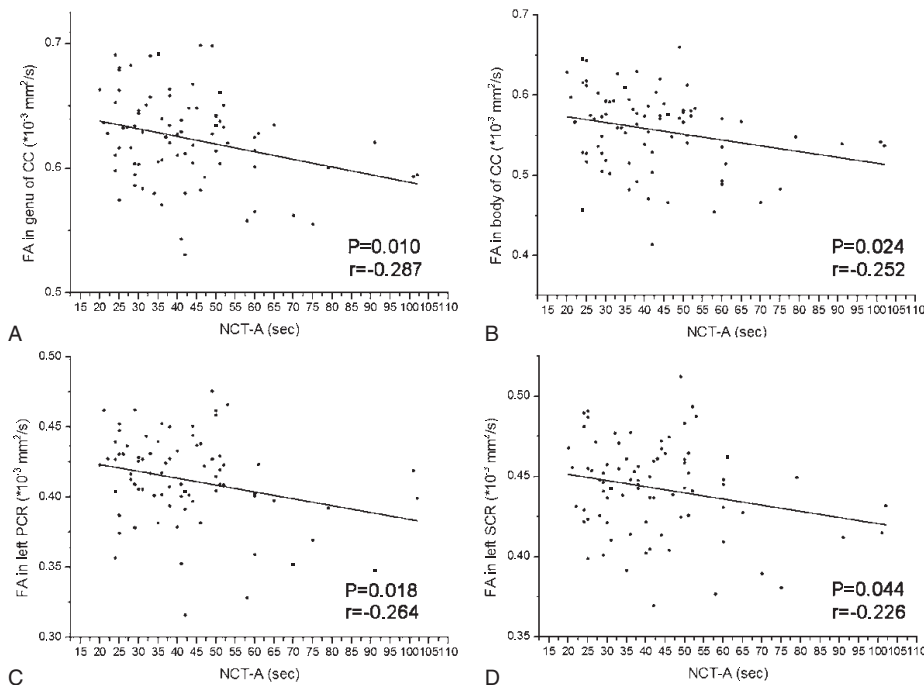 FA in genu of CC (*10⁻³ mm²/s)
0.7
0.6
0.5
P=0.010
r=-0.287
15 20 25 30 35 40 45 50 55 60 65 70 75 80 85 90 95 100105 110
NCT-A (sec)
A
FA in body of CC (*10⁻³ mm²/s)
0.7
0.6
0.5
0.4
P=0.024
r=-0.252
15 20 25 30 35 40 45 50 55 60 65 70 75 80 85 90 95 100105110
NCT-A (sec)
B
FA in left PCR (*10⁻³ mm²/s)
0.50
0.45
0.40
0.35
0.30
P=0.018
r=-0.264
15 20 25 30 35 40 45 50 55 60 65 70 75 80 85 90 95 100105 110
NCT-A (sec)
C
FA in left SCR (*10⁻³ mm²/s)
0.50
0.45
0.40
0.35
P=0.044
r=-0.226
15 20 25 30 35 40 45 50 55 60 65 70 75 80 85 90 95 100105110
NCT-A (sec)
D